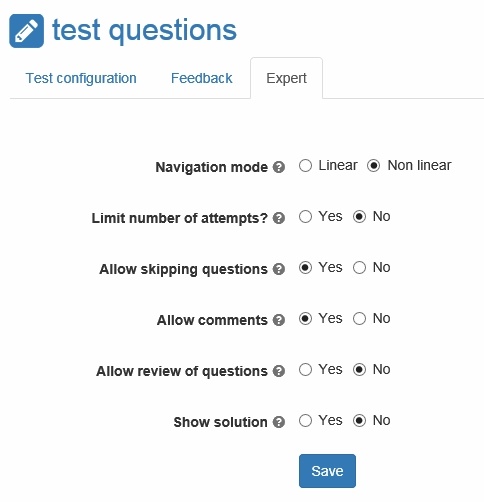 test questions
Test configuration Feedback Expert
Navigation mode ? Linear Non linear
Limit number of attempts? ? Yes No
Allow skipping questions ? Yes No
Allow comments ? Yes No
Allow review of questions ? Yes No
Show solution ? Yes No
Save